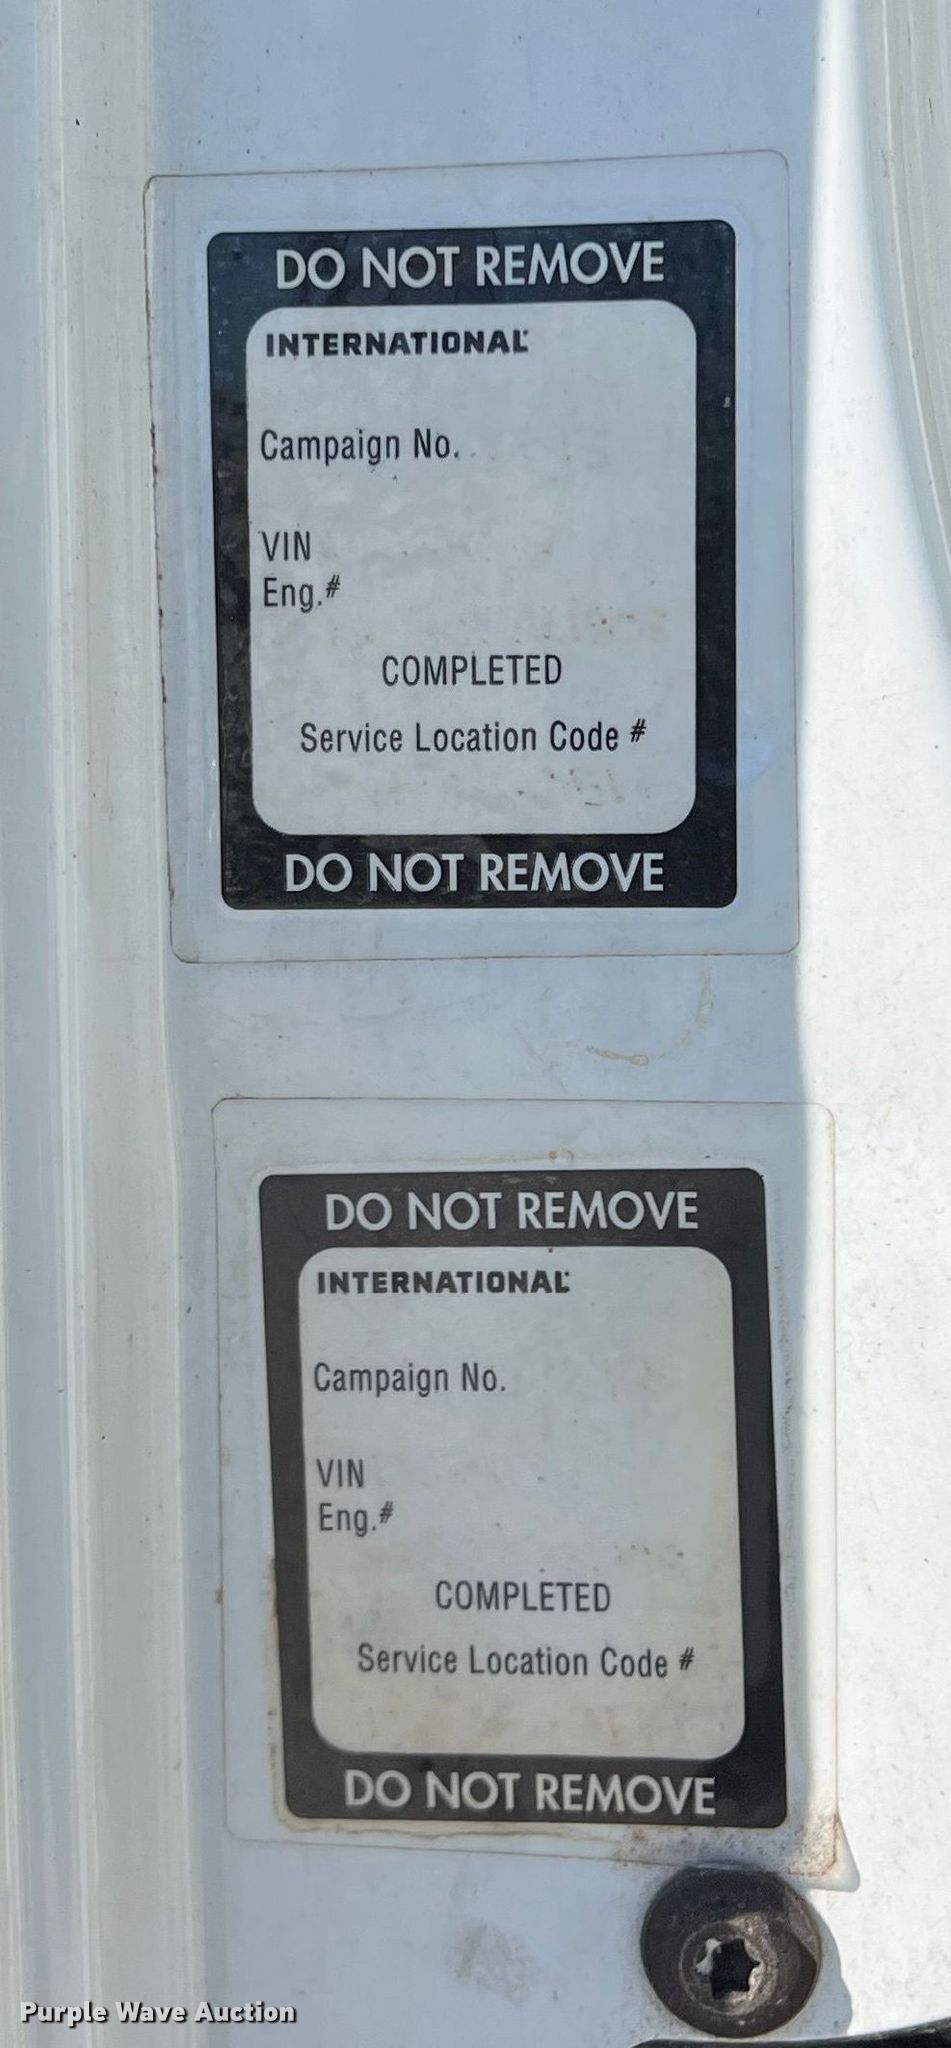 DO NOT REMOVE
INTERNATIONAL
Campaign No.
VIN
Eng.#
COMPLETED
Service Location Code #
DO NOT REMOVE
DO NOT REMOVE
INTERNATIONAL
Campaign No.
VIN
Eng.#
COMPLETED
Service Location Code #
DO NOT REMOVE
Purple Wave Auction